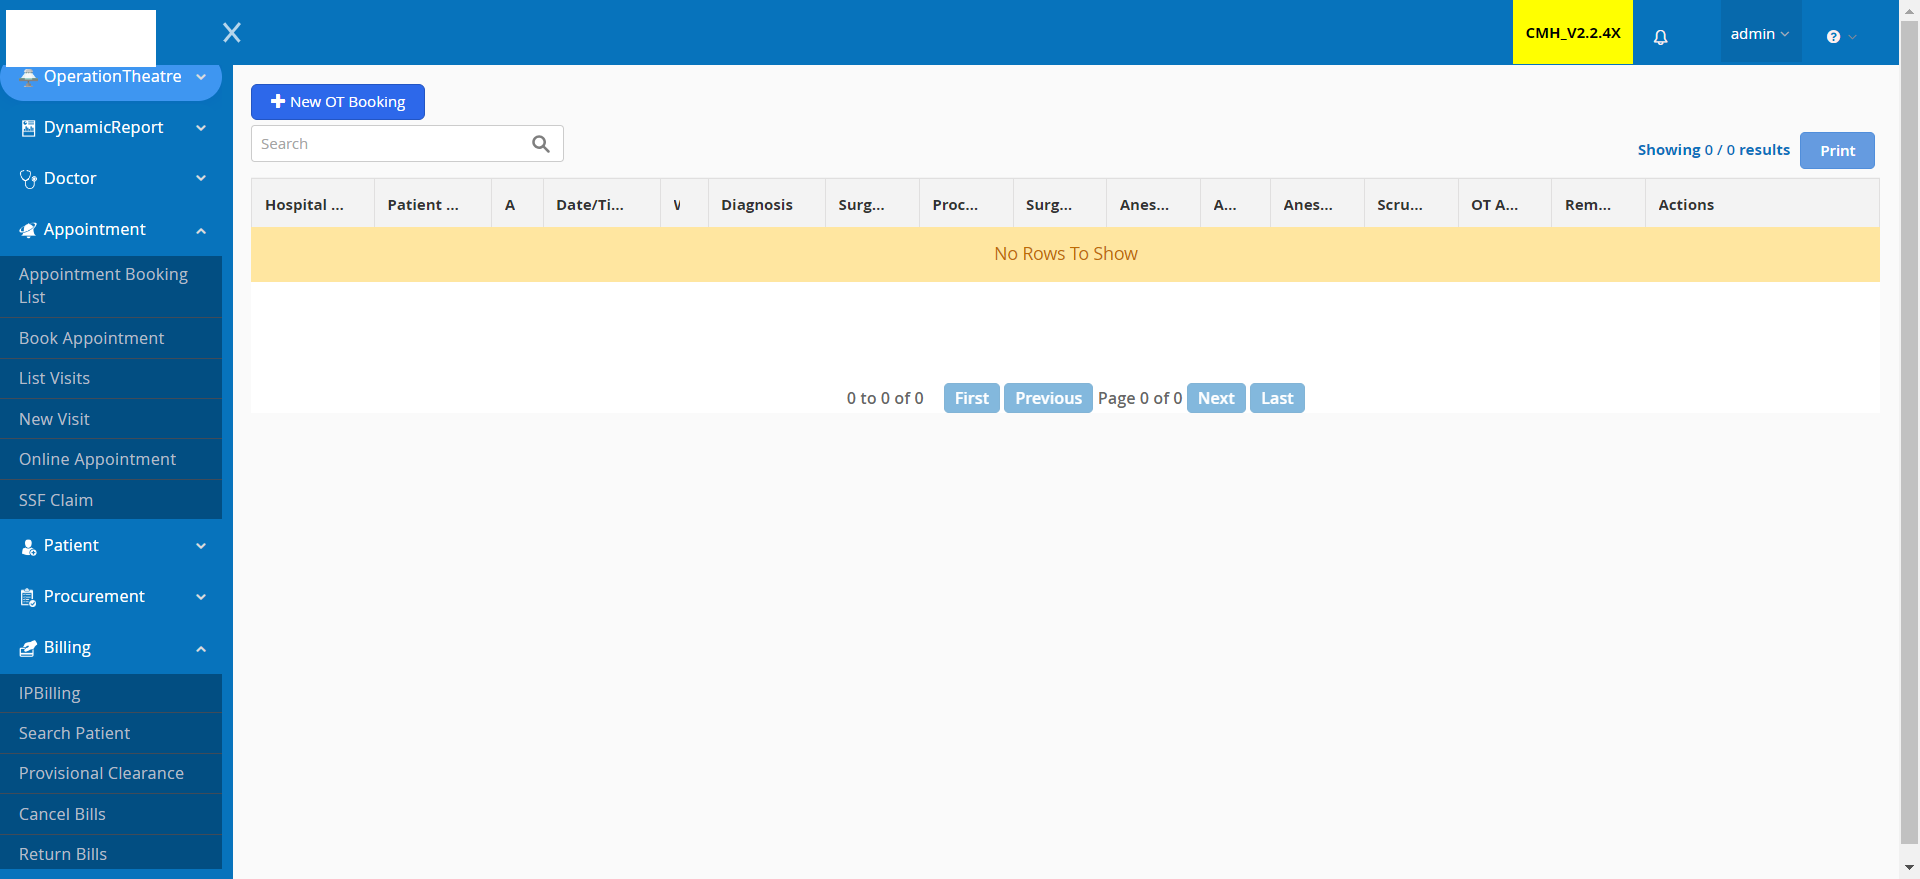 CMH_V2.2.4X
admin
OperationTheatre
DynamicReport
Doctor
Appointment
Appointment Booking
List
Book Appointment
List Visits
New Visit
Online Appointment
SSF Claim
Patient
Procurement
Billing
IPBilling
Search Patient
Provisional Clearance
Cancel Bills
Return Bills
New OT Booking
Search
Showing 0 / 0 results
Print
Hospital ... Patient ... A Date/Ti... Diagnosis Surg... Proc... Surg... Anes... A... Anes... Scru... OT A... Rem... Actions
No Rows To Show
0 to 0 of 0 First Previous Page 0 of 0 Next Last